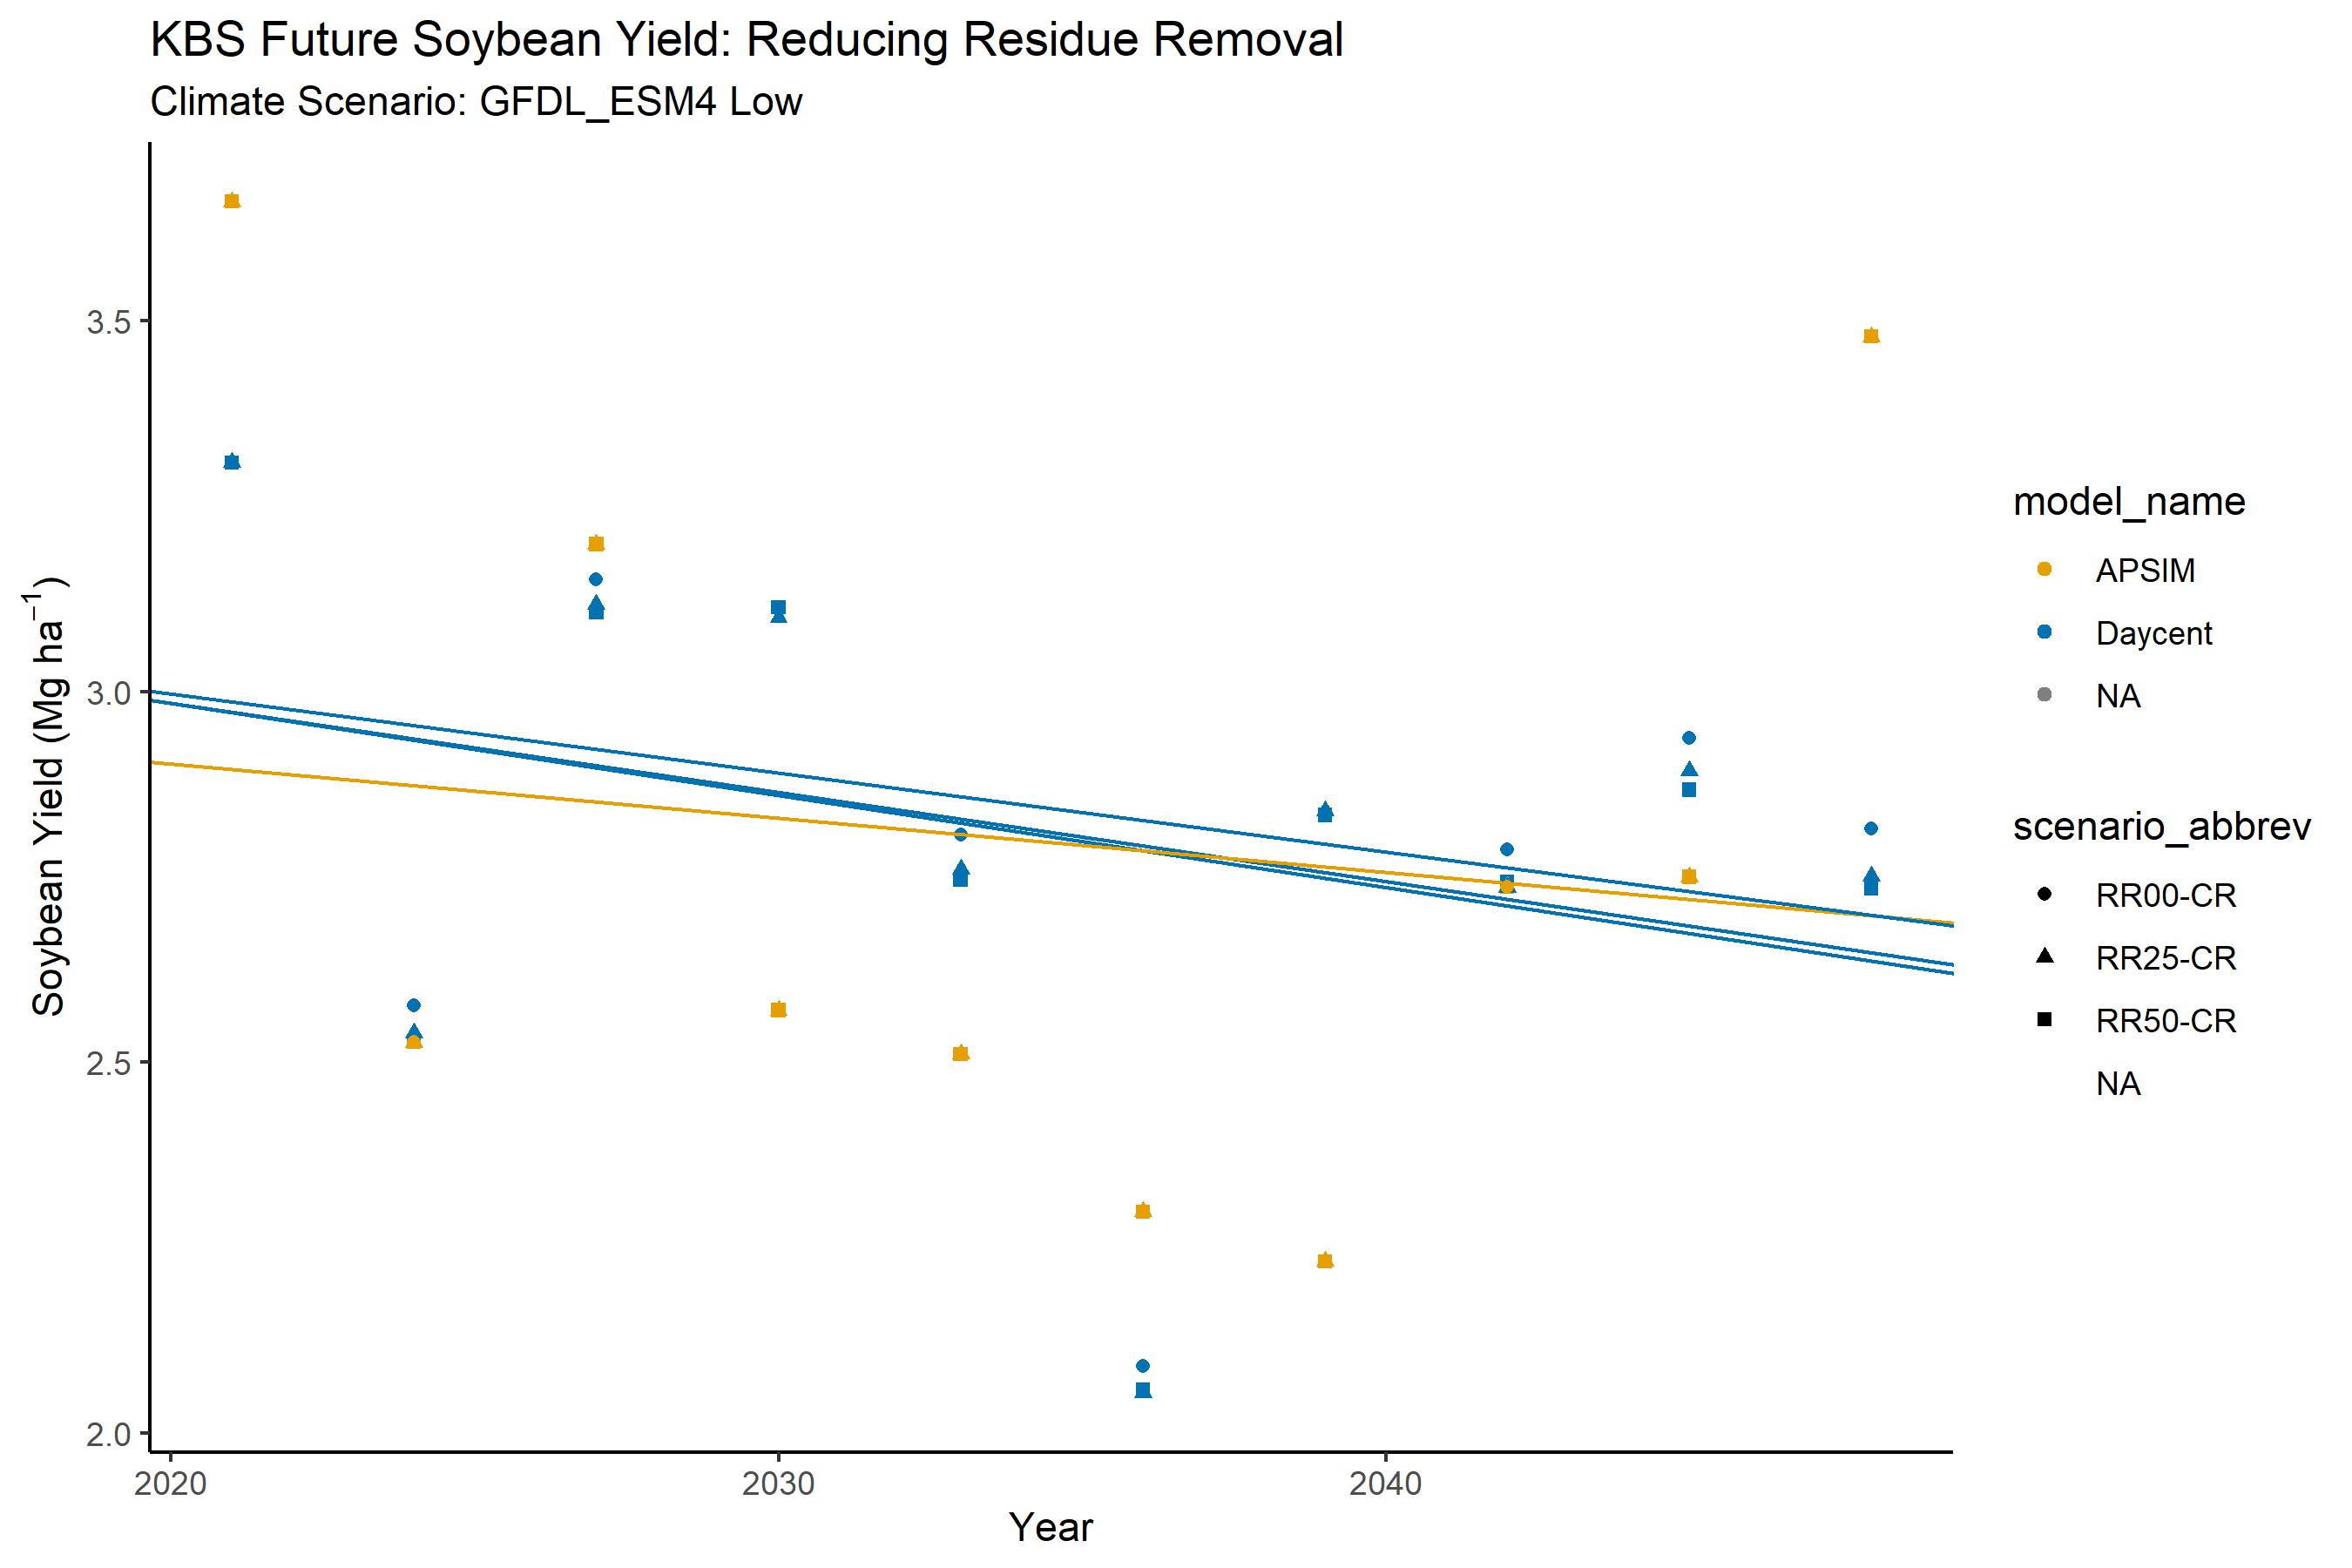 KBS Future Soybean Yield: Reducing Residue Removal
Climate Scenario: GFDL_ESM4 Low
Soybean Yield (Mg ha⁻¹)
3.5
3.0
2.5
2.0
2020
2030
2040
Year
model_name
APSIM
Daycent
NA
scenario_abbrev
RR00-CR
RR25-CR
RR50-CR
NA